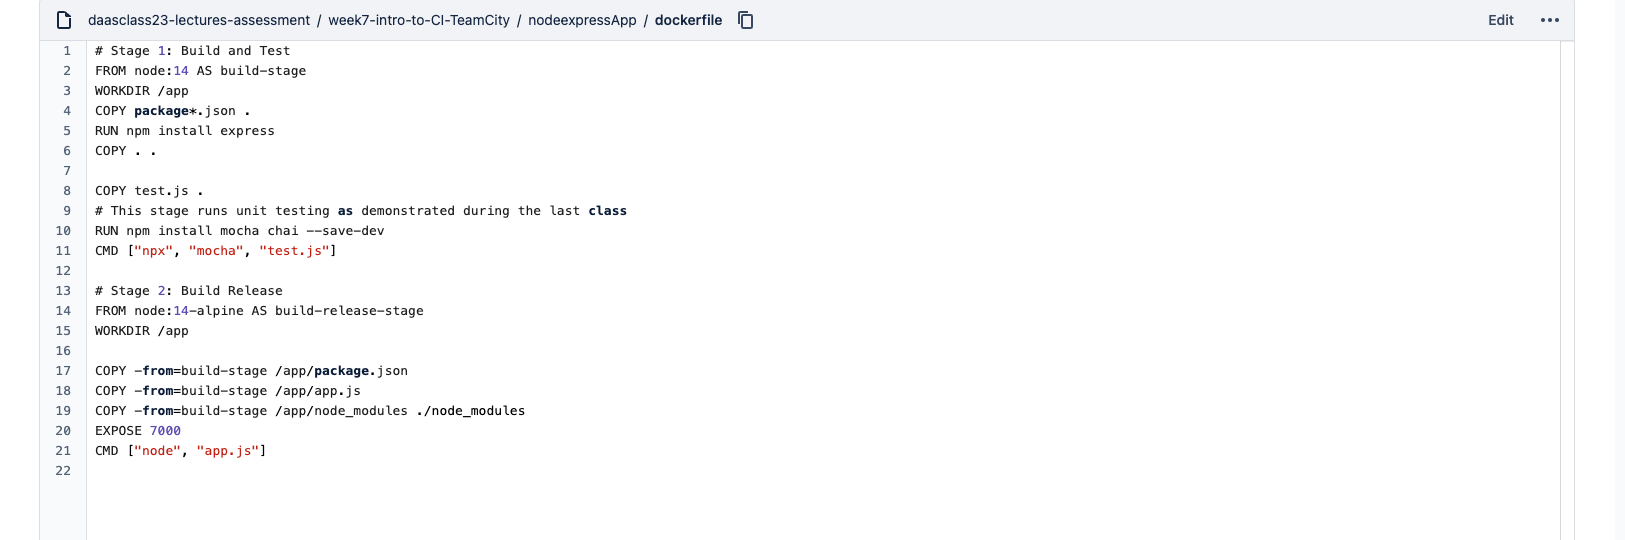 daasclass23-lectures-assessment / week7-intro-to-CI-TeamCity / nodeexpressApp / dockerfile Edit
1 # Stage 1: Build and Test
2 FROM node:14 AS build-stage
3 WORKDIR /app
4 COPY package*.json .
5 RUN npm install express
6 COPY . .
7
8 COPY test.js .
9 # This stage runs unit testing as demonstrated during the last class
10 RUN npm install mocha chai --save-dev
11 CMD ["npx", "mocha", "test.js"]
12
13 # Stage 2: Build Release
14 FROM node:14-alpine AS build-release-stage
15 WORKDIR /app
16
17 COPY -from=build-stage /app/package.json
18 COPY -from=build-stage /app/app.js
19 COPY -from=build-stage /app/node_modules ./node_modules
20 EXPOSE 7000
21 CMD ["node", "app.js"]
22